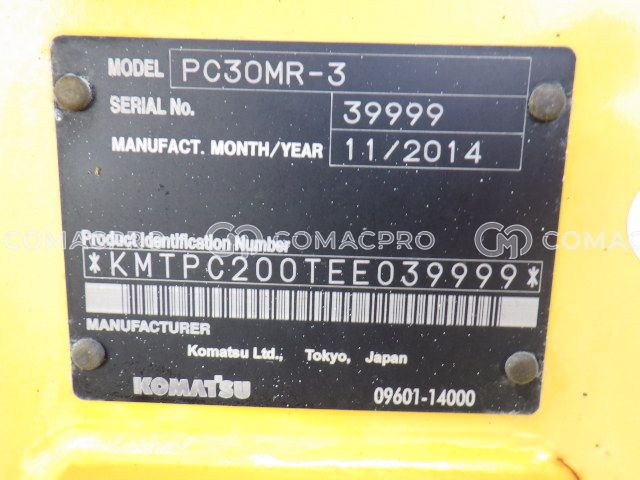 MODEL PC30MR-3
SERIAL No. 39999
MANUFACT. MONTH/YEAR 11/2014
Product Identification Number
*KMTPC200TEE039999*
MANUFACTURER
Komatsu Ltd., Tokyo, Japan
KOMATSU 09601-14000
COMACPRO COMACPRO COMACPRO